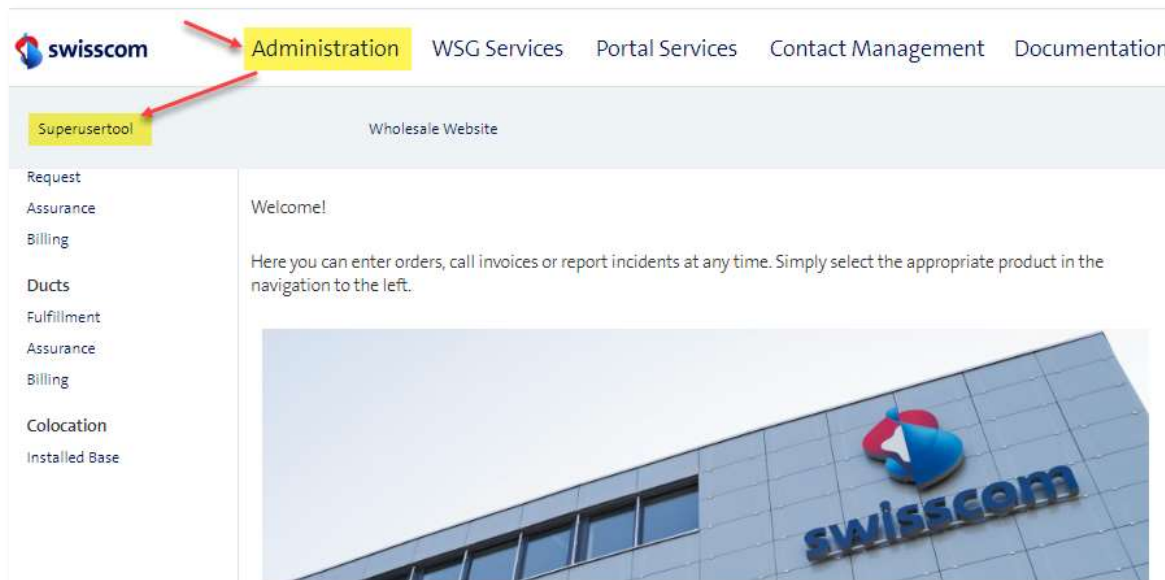 swisscom
Administration WSG Services Portal Services Contact Management Documentation
Superusertool Wholesale Website
Request
Assurance
Billing
Ducts
Fulfillment
Assurance
Billing
Colocation
Installed Base
Welcome!
Here you can enter orders, call invoices or report incidents at any time. Simply select the appropriate product in the
navigation to the left.
swisscom